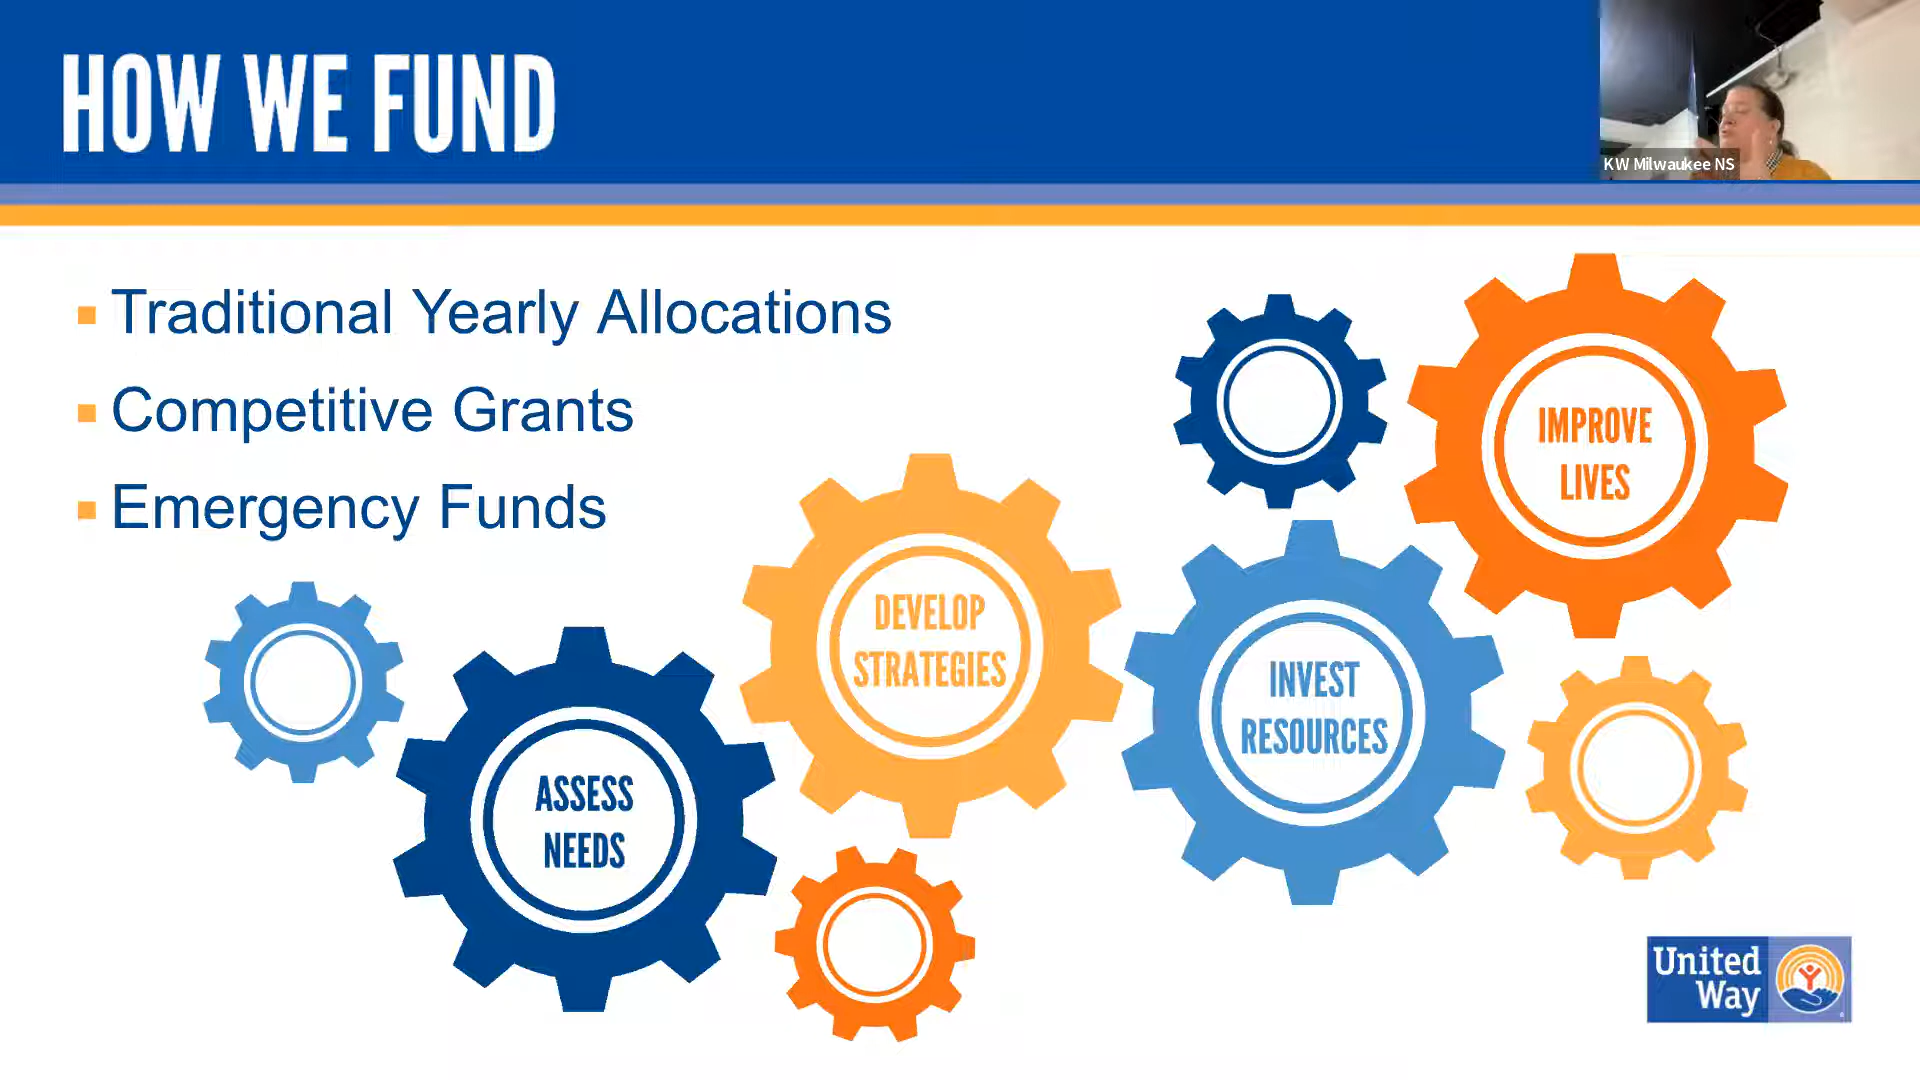 HOW WE FUND
KW Milwaukee NS
Traditional Yearly Allocations
Competitive Grants
Emergency Funds
IMPROVE
LIVES
DEVELOP
STRATEGIES
INVEST
RESOURCES
ASSESS
NEEDS
United
Way